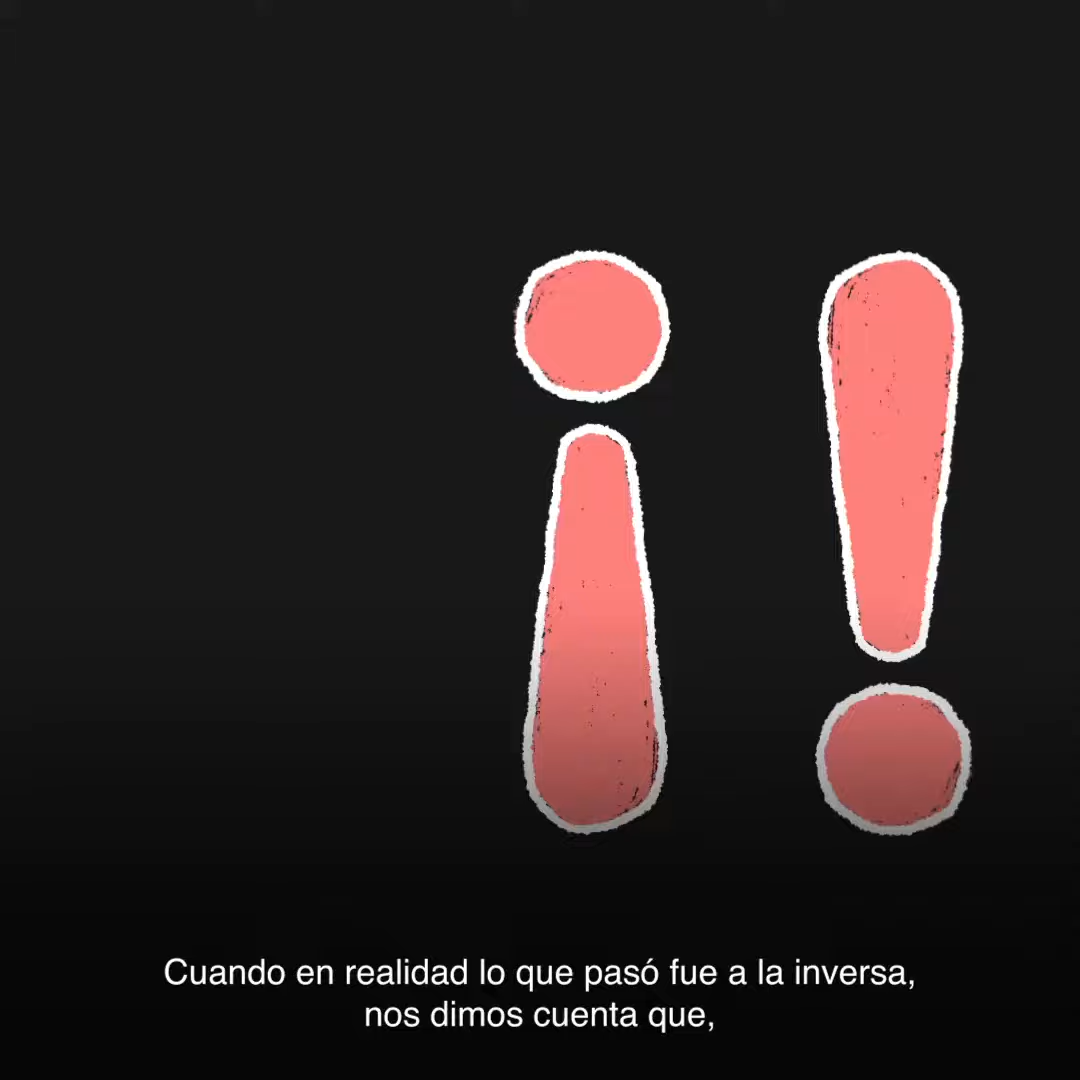 ¡!
Cuando en realidad lo que pasó fue a la inversa,
nos dimos cuenta que,